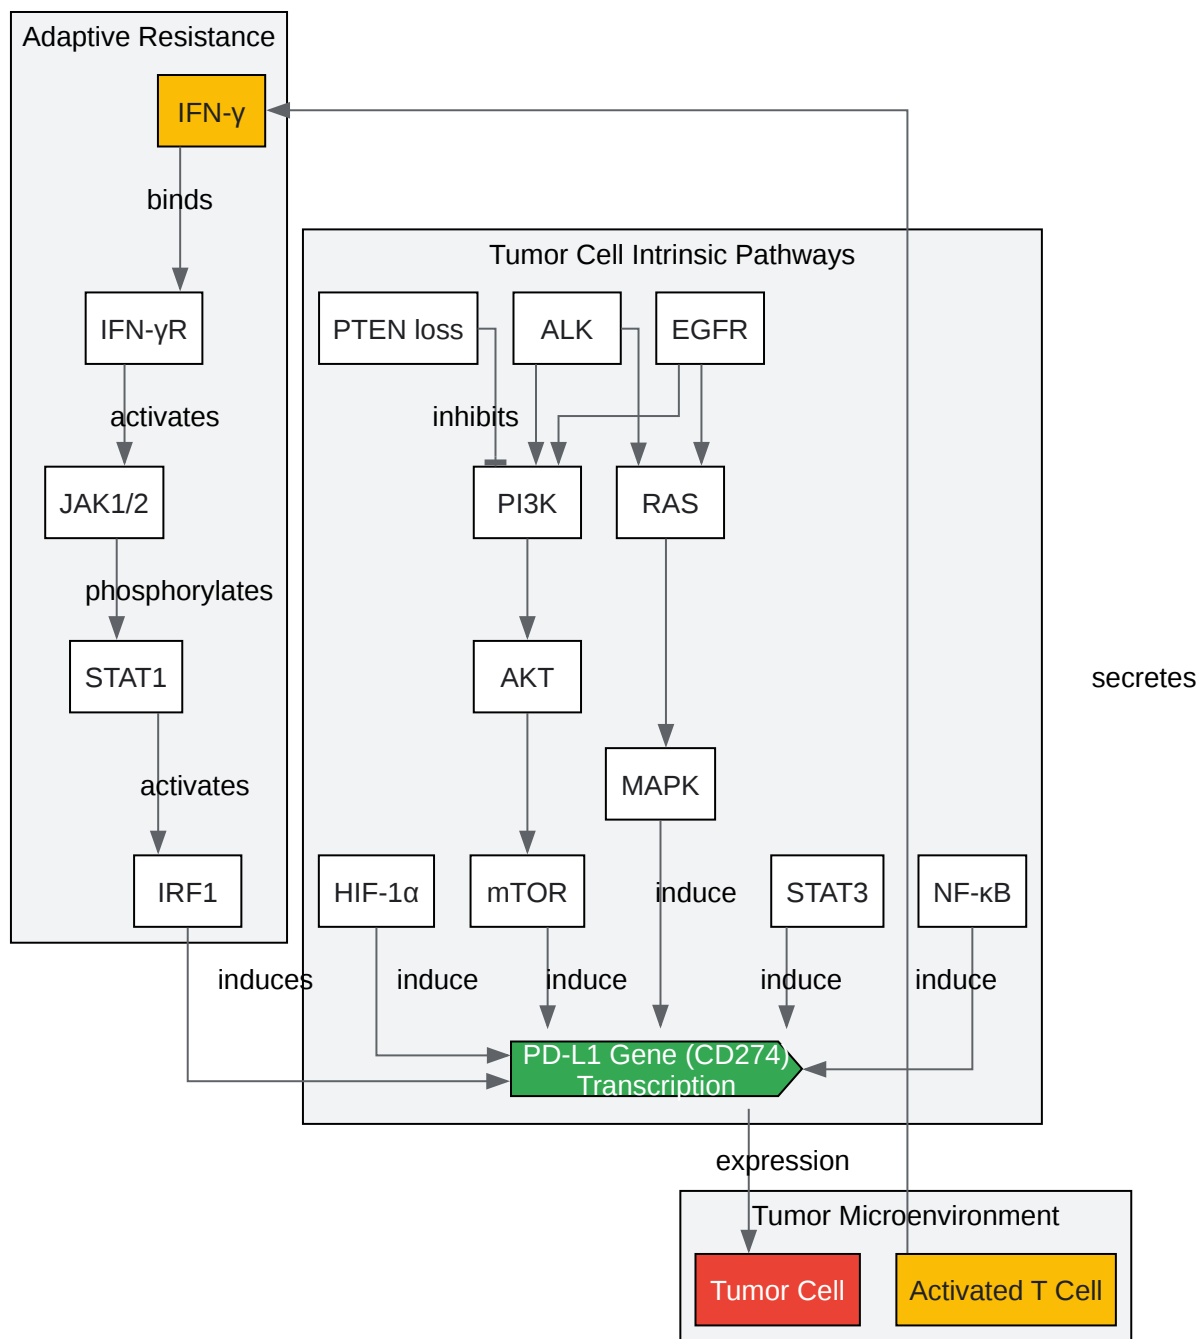 Adaptive Resistance
IFN-γ
binds
Tumor Cell Intrinsic Pathways
IFN-γR
PTEN loss
ALK
EGFR
activates
inhibits
JAK1/2
PI3K
RAS
phosphorylates
STAT1
AKT
secretes
activates
MAPK
IRF1
HIF-1α
mTOR
induce
STAT3
NF-κB
induces
induce
induce
induce
induce
PD-L1 Gene (CD274)
Transcription
expression
Tumor Microenvironment
Tumor Cell
Activated T Cell